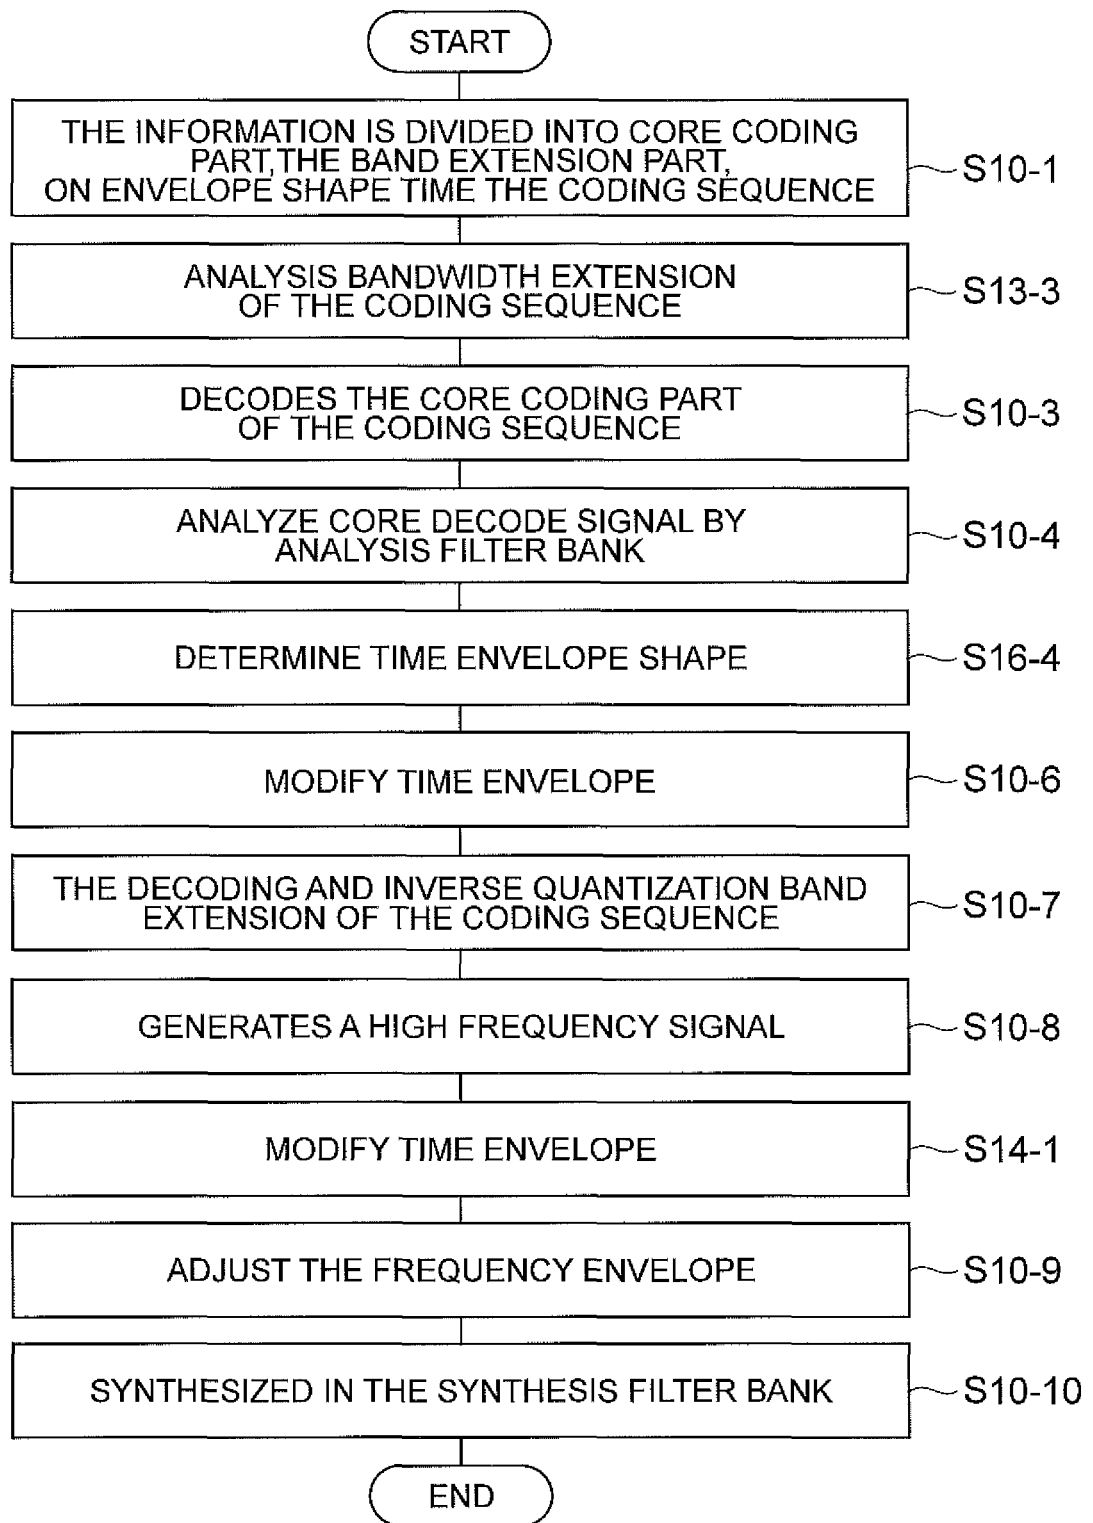 START
THE INFORMATION IS DIVIDED INTO CORE CODING
PART, THE BAND EXTENSION PART,
ON ENVELOPE SHAPE TIME THE CODING SEQUENCE
S10-1
ANALYSIS BANDWIDTH EXTENSION
OF THE CODING SEQUENCE
S13-3
DECODES THE CORE CODING PART
OF THE CODING SEQUENCE
S10-3
ANALYZE CORE DECODE SIGNAL BY
ANALYSIS FILTER BANK
S10-4
DETERMINE TIME ENVELOPE SHAPE
S16-4
MODIFY TIME ENVELOPE
S10-6
THE DECODING AND INVERSE QUANTIZATION BAND
EXTENSION OF THE CODING SEQUENCE
S10-7
GENERATES A HIGH FREQUENCY SIGNAL
S10-8
MODIFY TIME ENVELOPE
S14-1
ADJUST THE FREQUENCY ENVELOPE
S10-9
SYNTHESIZED IN THE SYNTHESIS FILTER BANK
S10-10
END